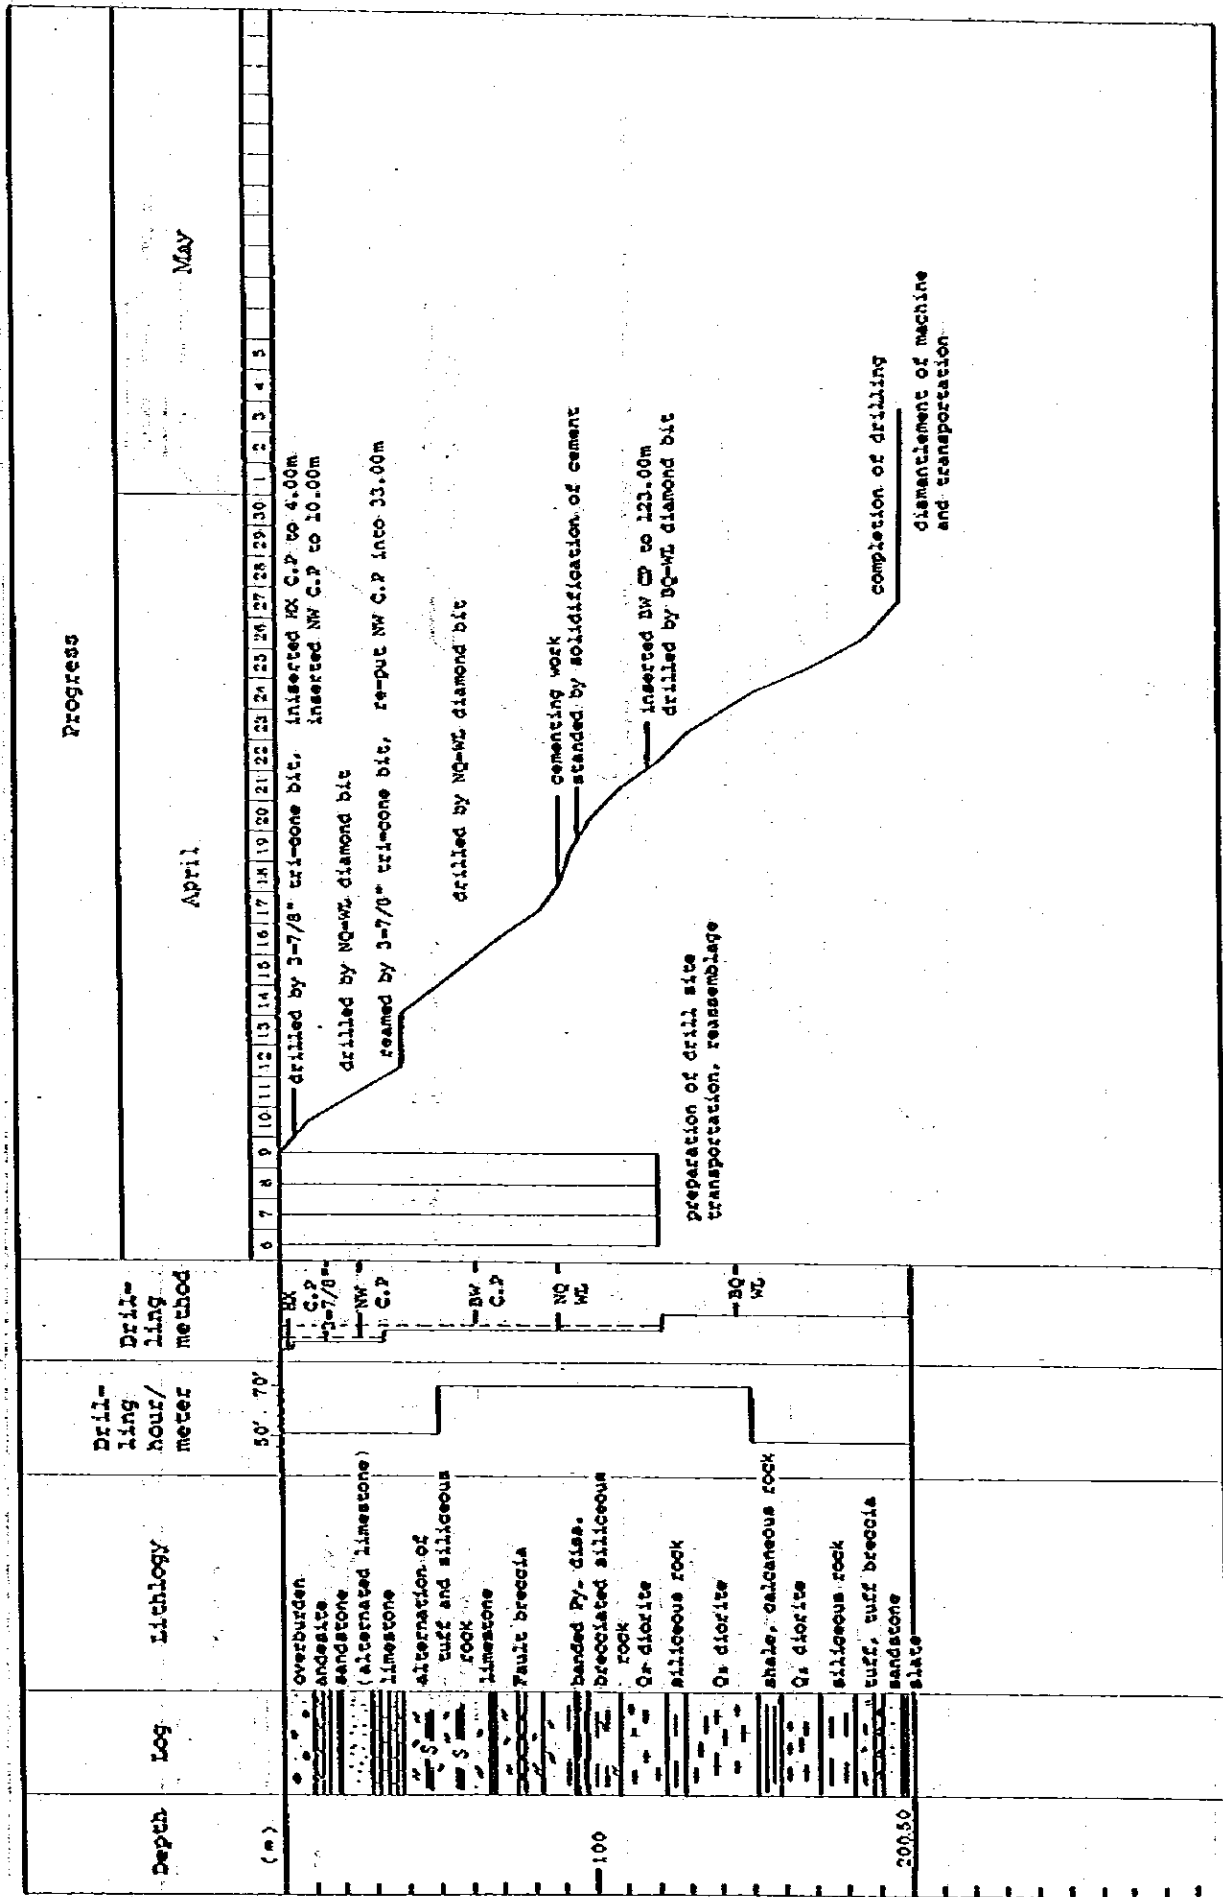 Depth
(m)
100
200.50
Log
Lithlogy
overburden
andesite
sandstone
(alternated limestone)
limestone
alternation of
tuff and siliceous
rock
limestone
Fault breccia
banded Py. diss.
brecciated siliceous
rock
Qz diorite
siliceous rock
Qz diorite
shale, calcaneous rock
Qz diorite
siliceous rock
tuff, tuff breccia
sandstone
slate
Dril-
ling
hour/
meter
50' 70'
Dril-
ling
method
HX
C.P
3-7/8"
NW
C.P
BW
C.P
NQ
WL
BQ
WL
Progress
April
May
6 7 8 9 10 11 12 13 14 15 16 17 18 19 20 21 22 23 24 25 26 27 28 29 30 1 2 3 4 5
drilled by 3-7/8" tri-cone bit, iniserted HX C.P to 4.00m
inserted NW C.P to 10.00m
drilled by NQ-WL diamond bit
reamed by 3-7/8" tri-cone bit, re-put NW C.P into 33.00m
drilled by NQ-WL diamond bit
cementing work
standed by solidification of cement
inserted BW CP to 123.00m
drilled by BQ-WL diamond bit
preparation of drill site
transportation, reassemblage
completion of drilling
dismantlement of machine
and transportation